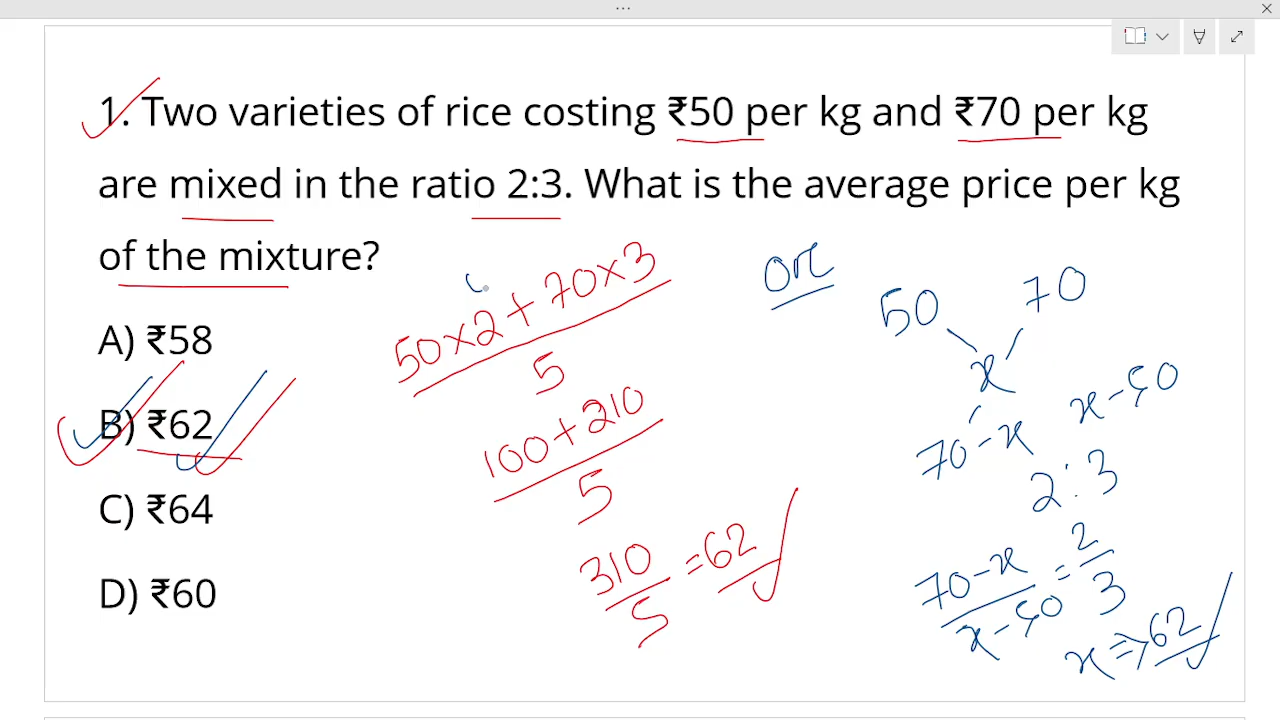 1. Two varieties of rice costing ₹50 per kg and ₹70 per kg
are mixed in the ratio 2:3. What is the average price per kg
of the mixture?
A) ₹58
B) ₹62
C) ₹64
D) ₹60
50×2+70×3
5
100+210
5
310
5
=62
or
50 70
x
70-x x-50
2:3
70-x
x-50
=
2
3
x⇒62